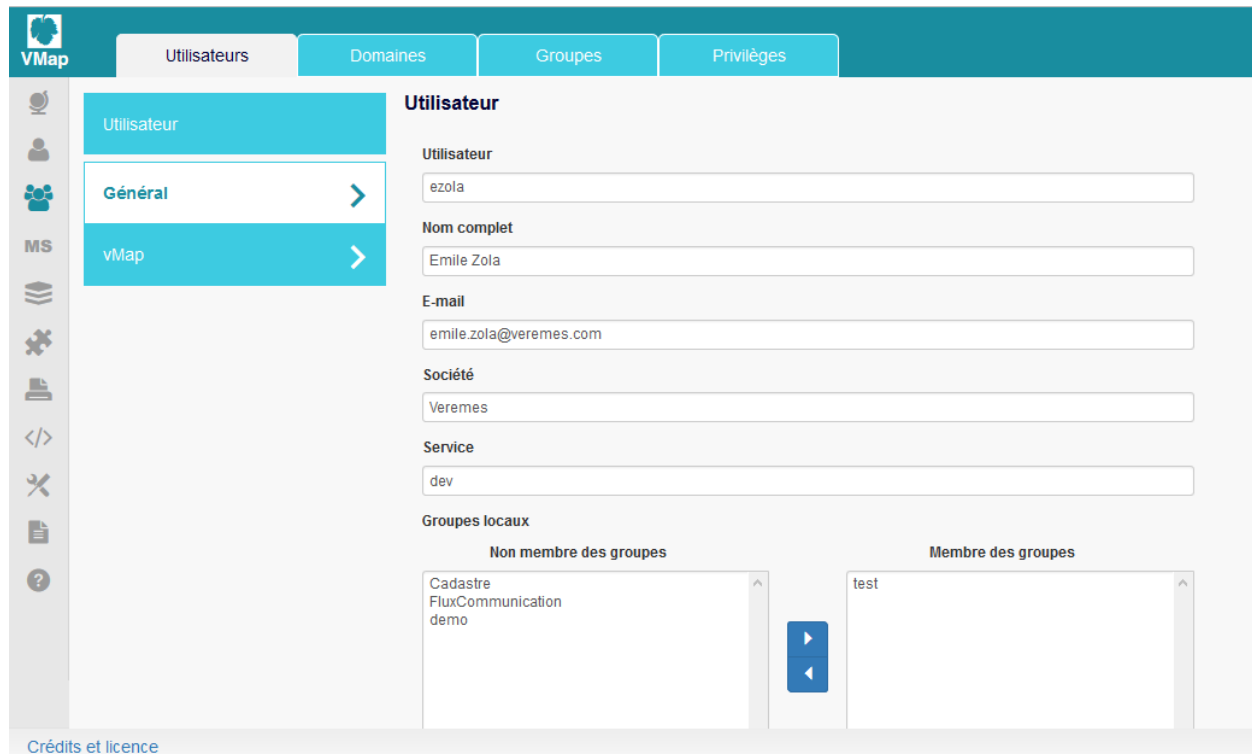 VMap
Utilisateurs
Domaines
Groupes
Privilèges
MS
</>
?
Utilisateur
Général
vMap
Utilisateur
Utilisateur
ezola
Nom complet
Emile Zola
E-mail
emile.zola@veremes.com
Société
Veremes
Service
dev
Groupes locaux
Non membre des groupes
Membre des groupes
Cadastre
FluxCommunication
demo
test
Crédits et licence